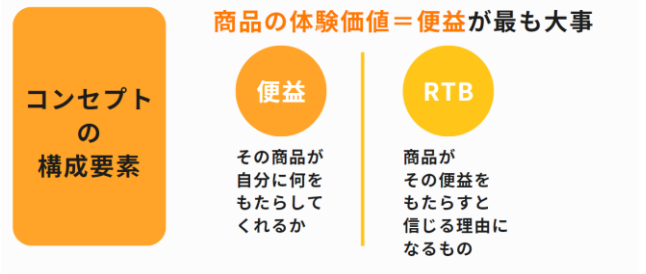 商品の体験価値＝便益が最も大事
コンセプト
の
構成要素
便益
その商品が
自分に何を
もたらして
くれるか
RTB
商品が
その便益を
もたらすと
信じる理由に
なるもの